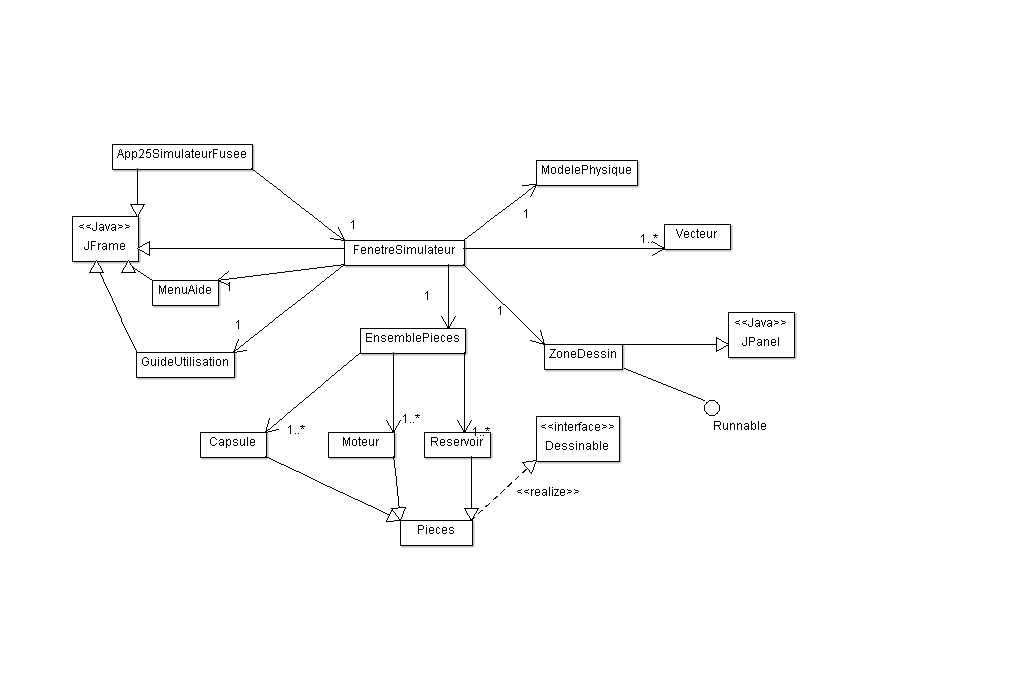 App25SimulateurFusee
ModelePhysique
1
1
<<Java>>
JFrame
FenetreSimulateur
1..*
Vecteur
MenuAide
1
1
1
1
EnsemblePieces
GuideUtilisation
ZoneDessin
<<Java>>
JPanel
Runnable
1..*
1..*
1..*
Capsule
Moteur
Reservoir
<<interface>>
Dessinable
<<realize>>
Pieces